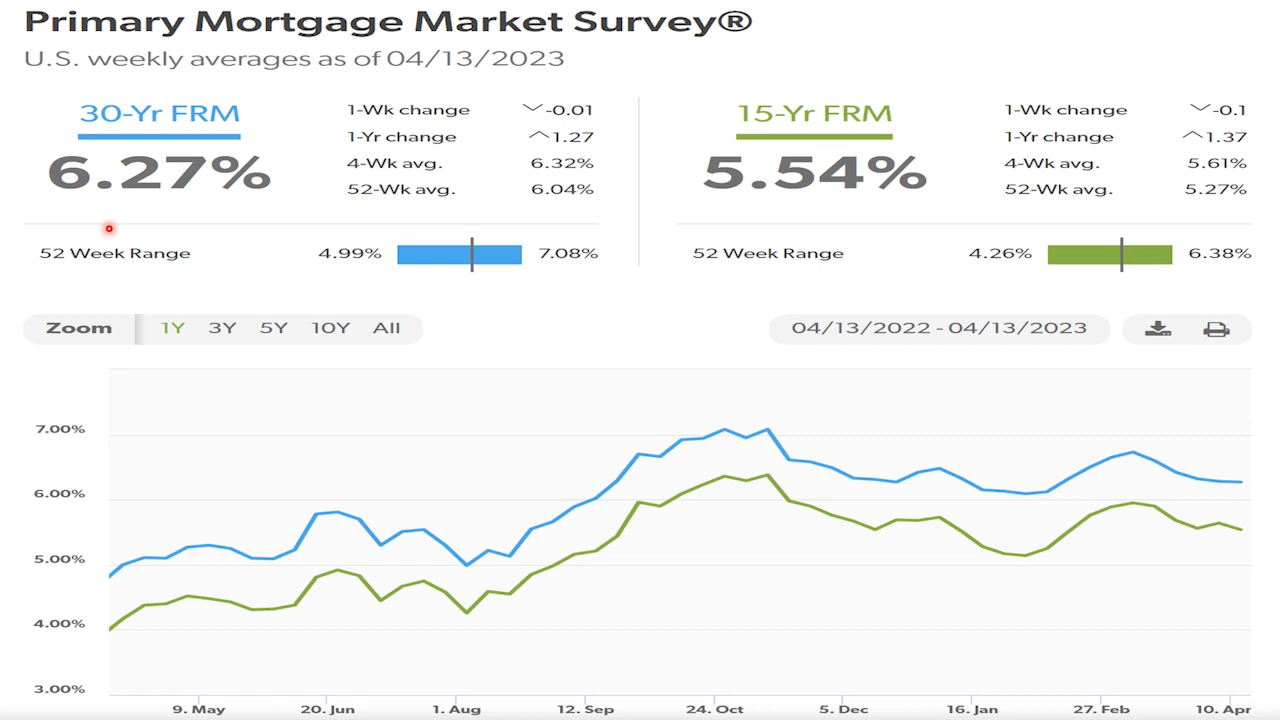 Primary Mortgage Market Survey®
U.S. weekly averages as of 04/13/2023
30-Yr FRM
6.27%
1-Wk change -0.01
1-Yr change 1.27
4-Wk avg. 6.32%
52-Wk avg. 6.04%
52 Week Range 4.99% 7.08%
15-Yr FRM
5.54%
1-Wk change -0.1
1-Yr change 1.37
4-Wk avg. 5.61%
52-Wk avg. 5.27%
52 Week Range 4.26% 6.38%
Zoom 1Y 3Y 5Y 10Y All 04/13/2022 - 04/13/2023
7.00%
6.00%
5.00%
4.00%
3.00%
9. May 20. Jun 1. Aug 12. Sep 24. Oct 5. Dec 16. Jan 27. Feb 10. Apr